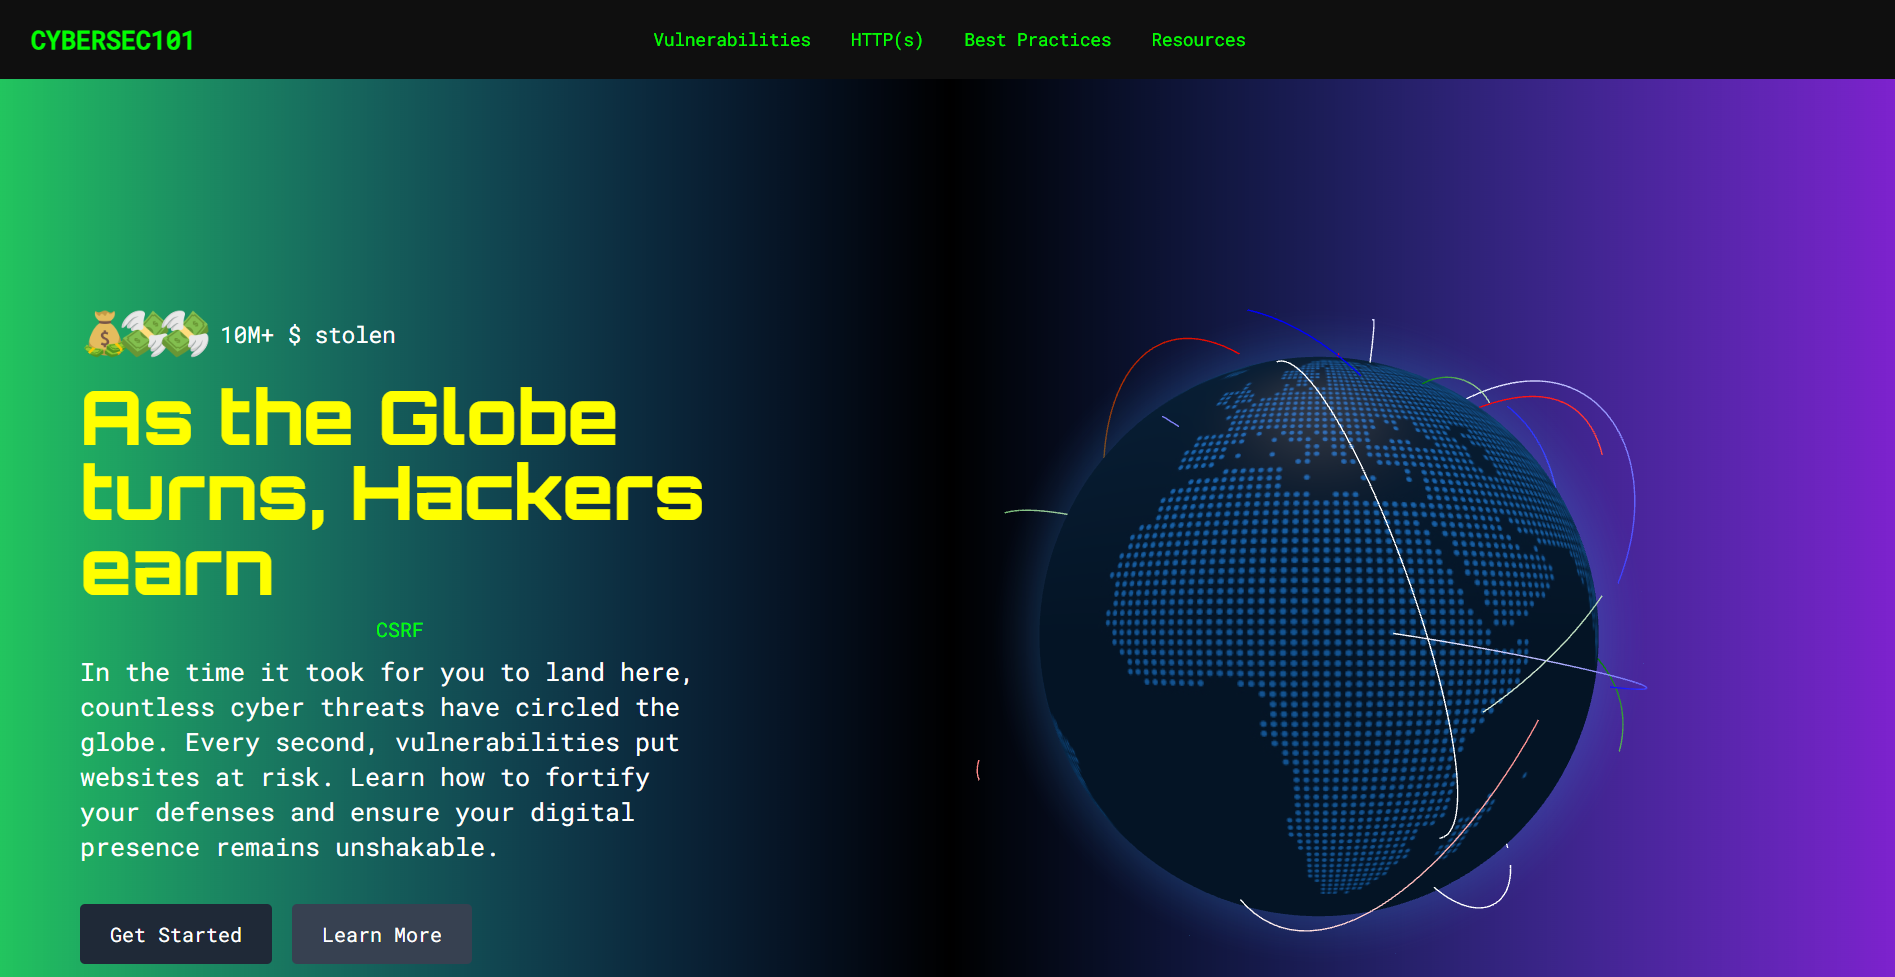 CYBERSEC101
Vulnerabilities HTTP(s) Best Practices Resources
10M+ $ stolen
As the Globe
turns, Hackers
earn
CSRF
In the time it took for you to land here,
countless cyber threats have circled the
globe. Every second, vulnerabilities put
websites at risk. Learn how to fortify
your defenses and ensure your digital
presence remains unshakable.
Get Started Learn More